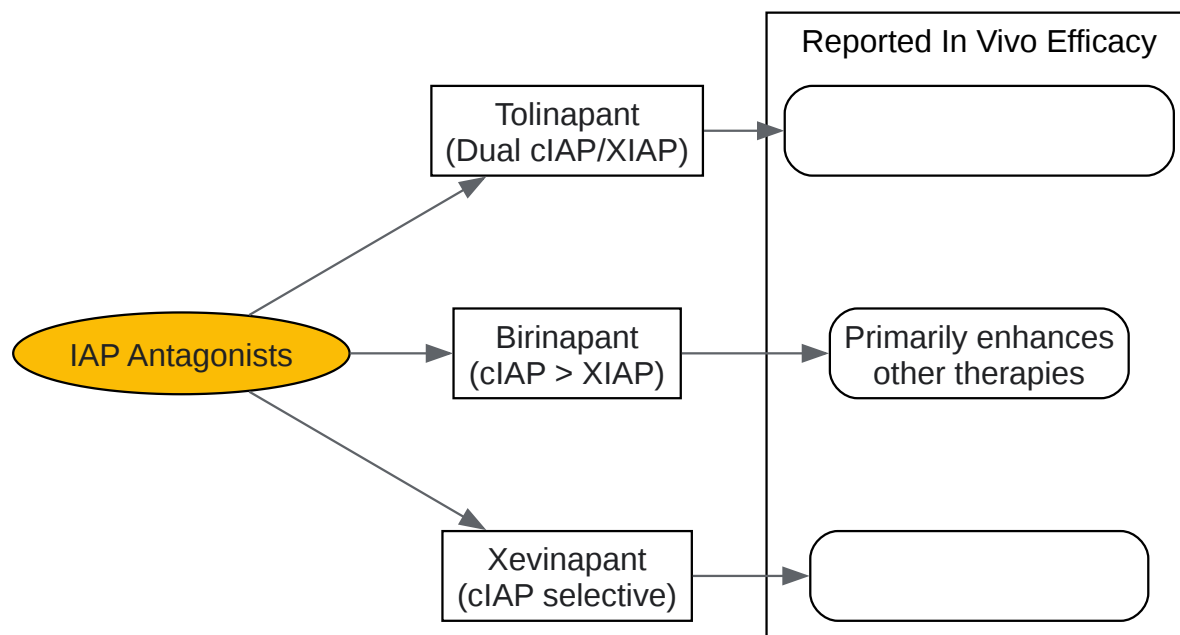 Reported In Vivo Efficacy
Tolinapant
(Dual cIAP/XIAP)
IAP Antagonists
Birinapant
(cIAP > XIAP)
Primarily enhances
other therapies
Xevinapant
(cIAP selective)